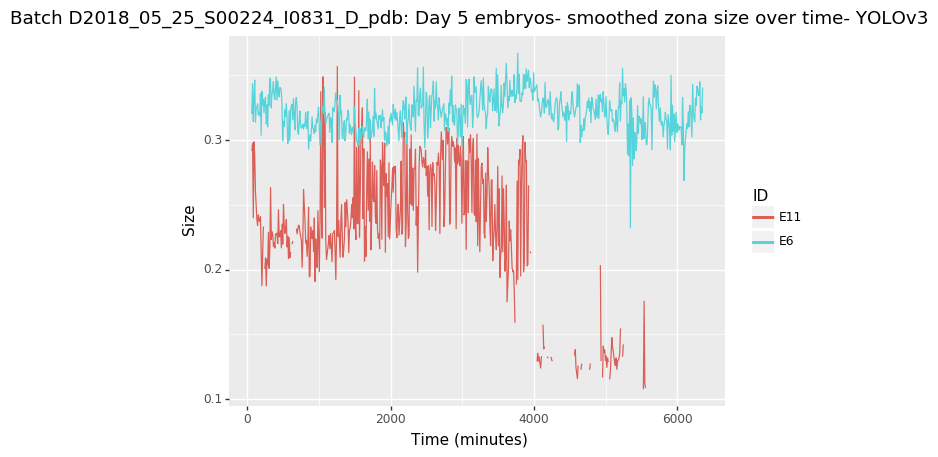 Batch D2018_05_25_S00224_I0831_D_pdb: Day 5 embryos- smoothed zona size over time- YOLOv3
0.3
0.2
0.1
Size
0
2000
4000
6000
Time (minutes)
ID
E11
E6